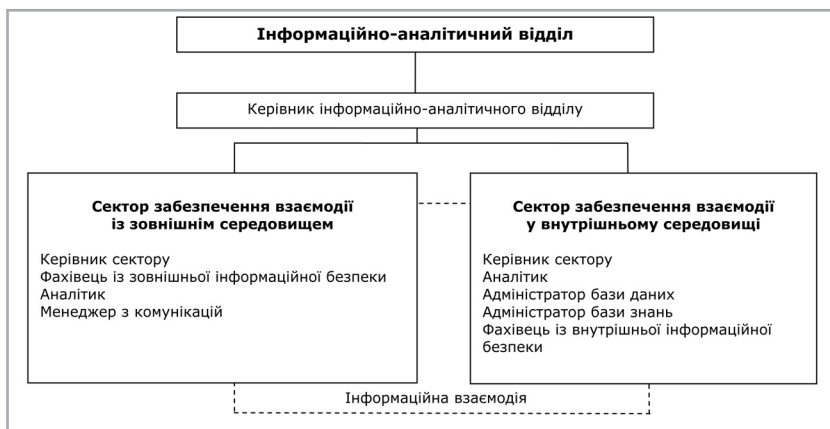 Інформаційно-аналітичний відділ
Керівник інформаційно-аналітичного відділу
Сектор забезпечення взаємодії
із зовнішнім середовищем
Керівник сектору
Фахівець із зовнішньої інформаційної безпеки
Аналітик
Менеджер з комунікацій
Сектор забезпечення взаємодії
у внутрішньому середовищі
Керівник сектору
Аналітик
Адміністратор бази даних
Адміністратор бази знань
Фахівець із внутрішньої інформаційної
безпеки
Інформаційна взаємодія